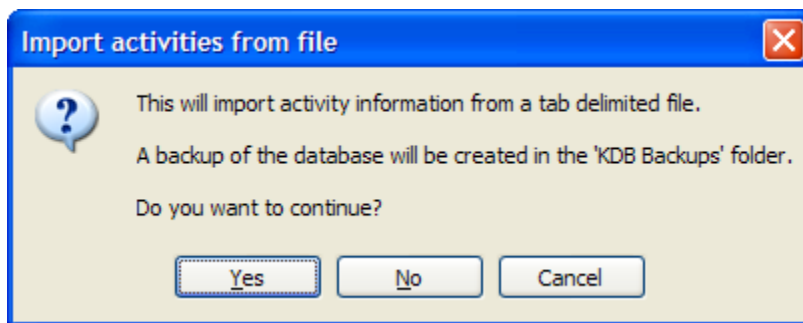 Import activities from file
This will import activity information from a tab delimited file.
A backup of the database will be created in the 'KDB Backups' folder.
Do you want to continue?
Yes No Cancel